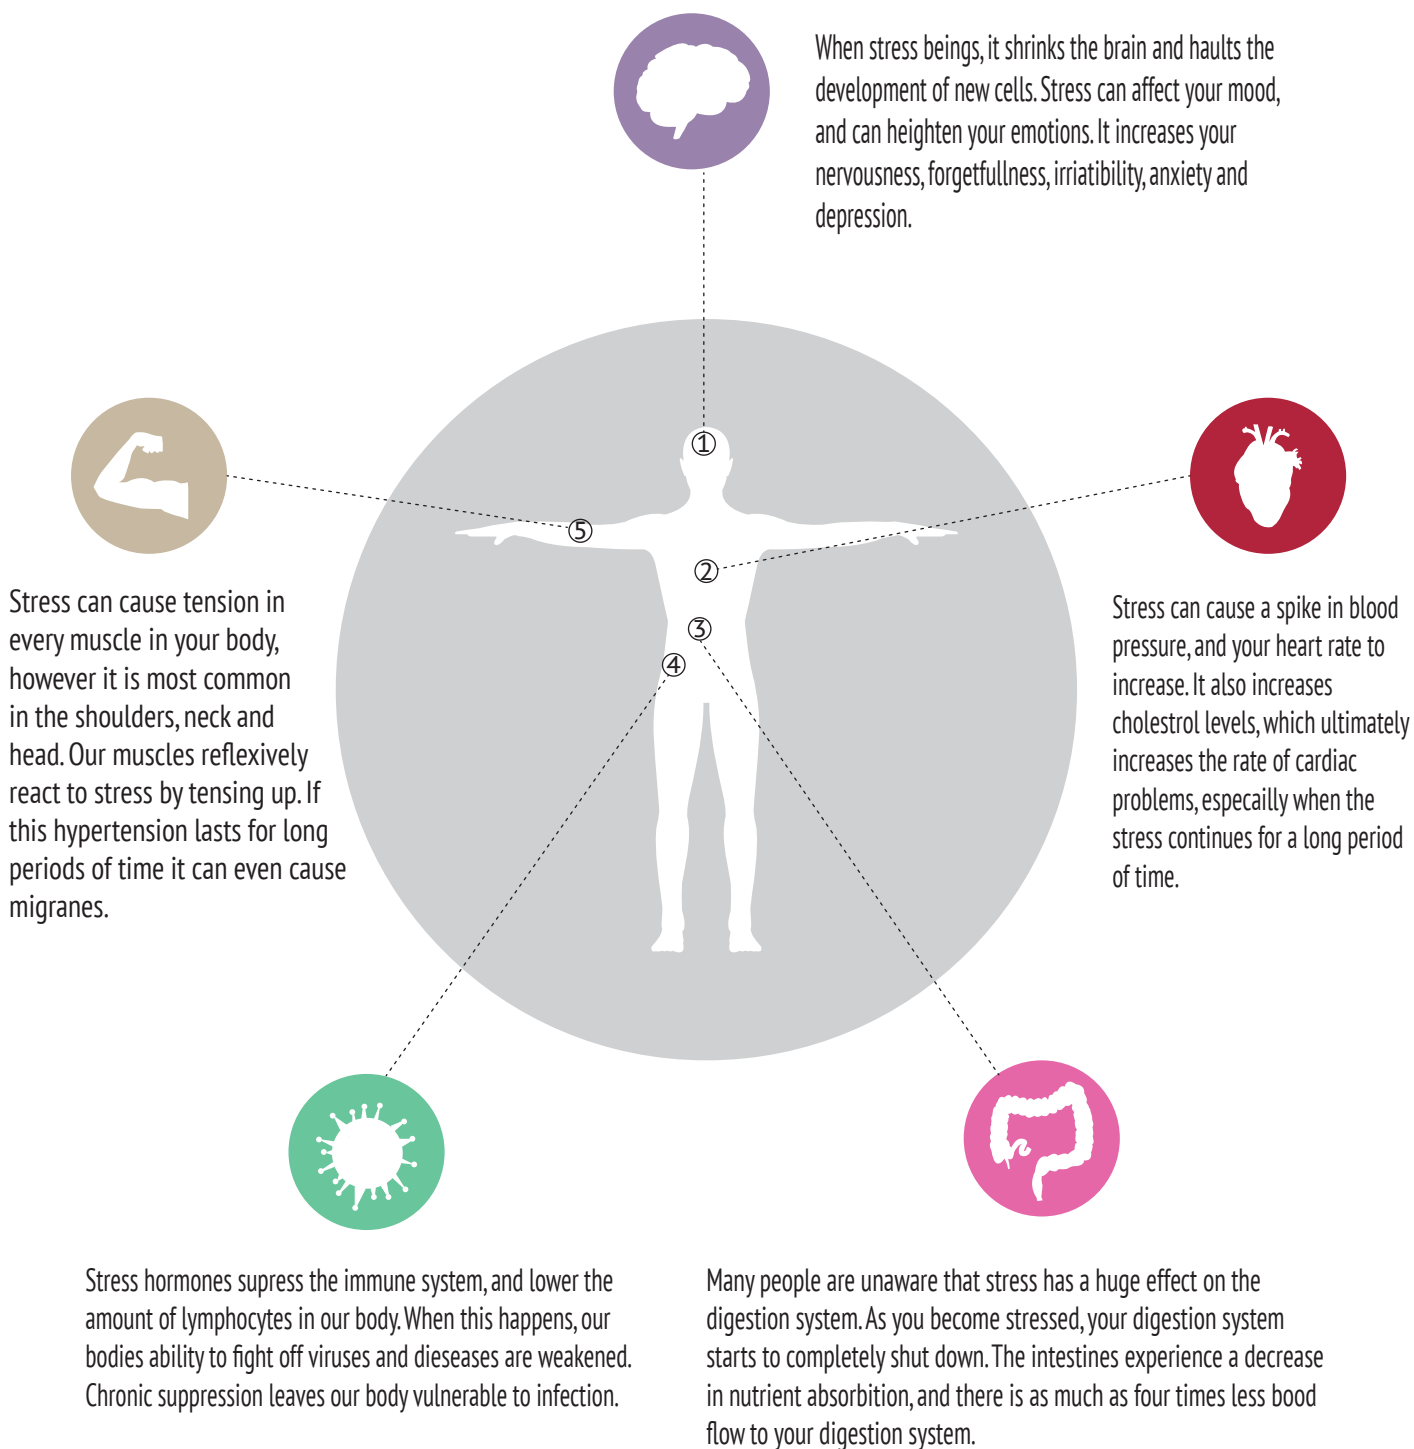 When stress beings, it shrinks the brain and haults the
development of new cells. Stress can affect your mood,
and can heighten your emotions. It increases your
nervousness, forgetfullness, irriatibility, anxiety and
depression.
①
⑤
②
③
④
Stress can cause tension in
every muscle in your body,
however it is most common
in the shoulders, neck and
head. Our muscles reflexively
react to stress by tensing up. If
this hypertension lasts for long
periods of time it can even cause
migranes.
Stress can cause a spike in blood
pressure, and your heart rate to
increase. It also increases
cholestrol levels, which ultimately
increases the rate of cardiac
problems, especailly when the
stress continues for a long period
of time.
Stress hormones supress the immune system, and lower the
amount of lymphocytes in our body. When this happens, our
bodies ability to fight off viruses and dieseases are weakened.
Chronic suppression leaves our body vulnerable to infection.
Many people are unaware that stress has a huge effect on the
digestion system. As you become stressed, your digestion system
starts to completely shut down. The intestines experience a decrease
in nutrient absorbition, and there is as much as four times less bood
flow to your digestion system.